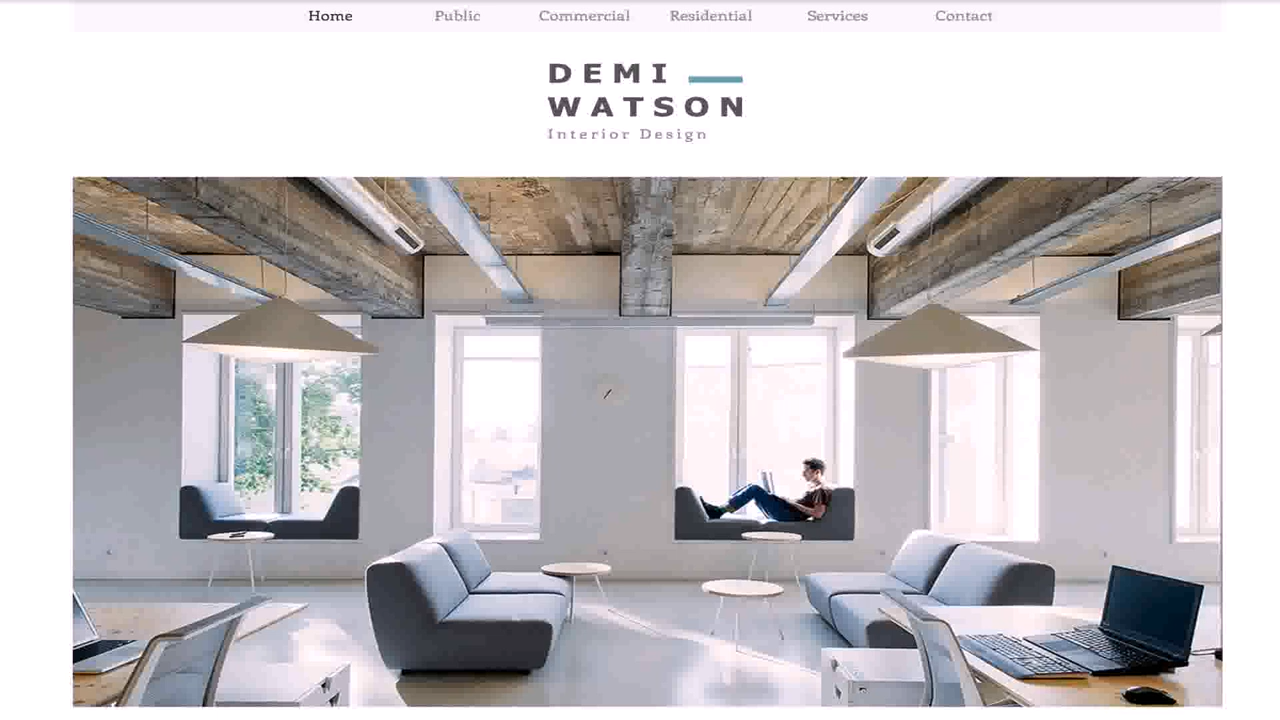 Home Public Commercial Residential Services Contact
DEMI
WATSON
Interior Design